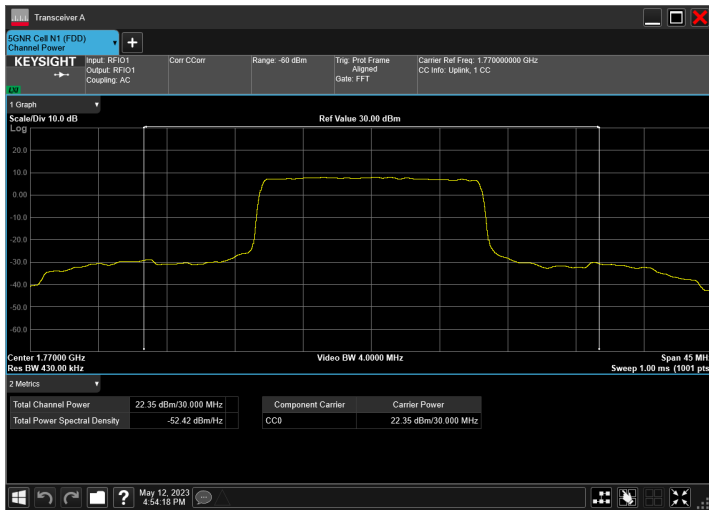 Transceiver A
5GNR Cell N1 (FDD)
Channel Power
KEYSIGHT
Input: RFIO1
Output: RFIO1
Coupling: AC
Corr CCorr
Range: -60 dBm
Trig: Prot Frame
Aligned
Gate: FFT
Carrier Ref Freq: 1.770000000 GHz
CC Info: Uplink, 1 CC
1 Graph
Scale/Div 10.0 dB
Ref Value 30.00 dBm
Log
20.0
10.0
0.00
-10.0
-20.0
-30.0
-40.0
-50.0
-60.0
Center 1.77000 GHz
Video BW 4.0000 MHz
Span 45 MH
Res BW 430.00 kHz
Sweep 1.00 ms (1001 pts
2 Metrics
Total Channel Power 22.35 dBm/30.000 MHz
Total Power Spectral Density -52.42 dBm/Hz
Component Carrier Carrier Power
CC0 22.35 dBm/30.000 MHz
? May 12, 2023
4:54:18 PM